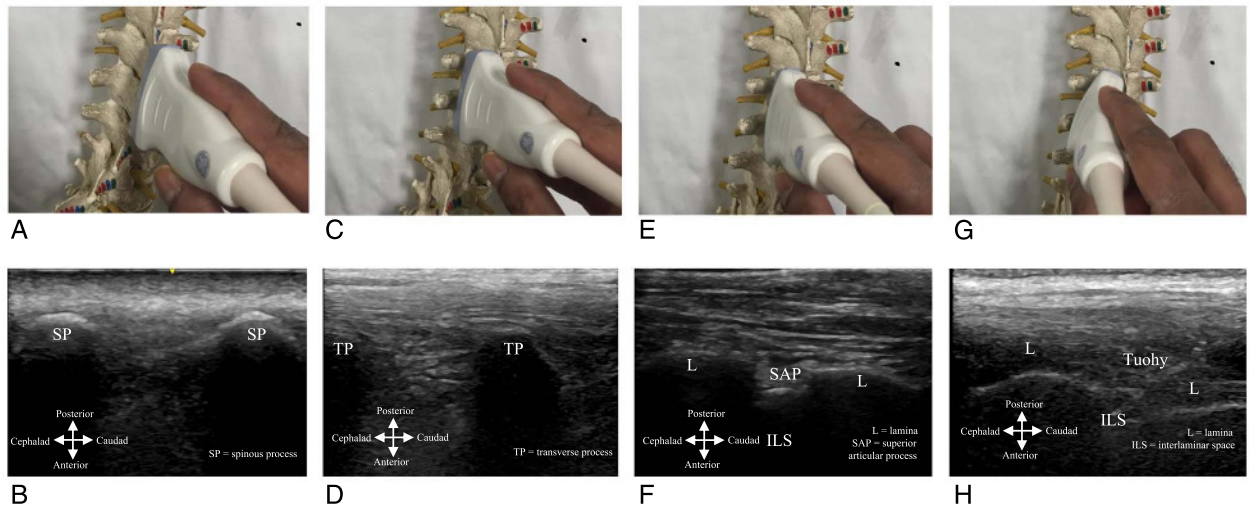 A
C
E
G
SP
SP
Posterior
Cephalad
Caudad
Anterior
SP = spinous process
TP
TP
Posterior
Cephalad
Caudad
Anterior
TP = transverse process
L
SAP
L
Posterior
Cephalad
Caudad
ILS
Anterior
L = lamina
SAP = superior
articular process
L
Tuohy
L
Posterior
ILS
Cephalad
Caudad
Anterior
L = lamina
ILS = interlaminar space
B
D
F
H